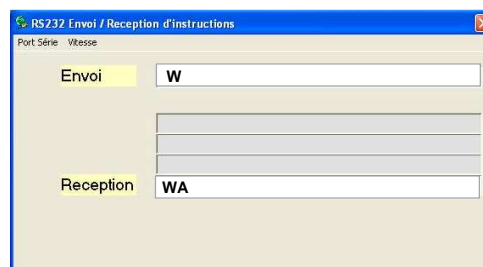 RS232 Envoi / Reception d'instructions
Port Série Vitesse
Envoi W
Reception WA